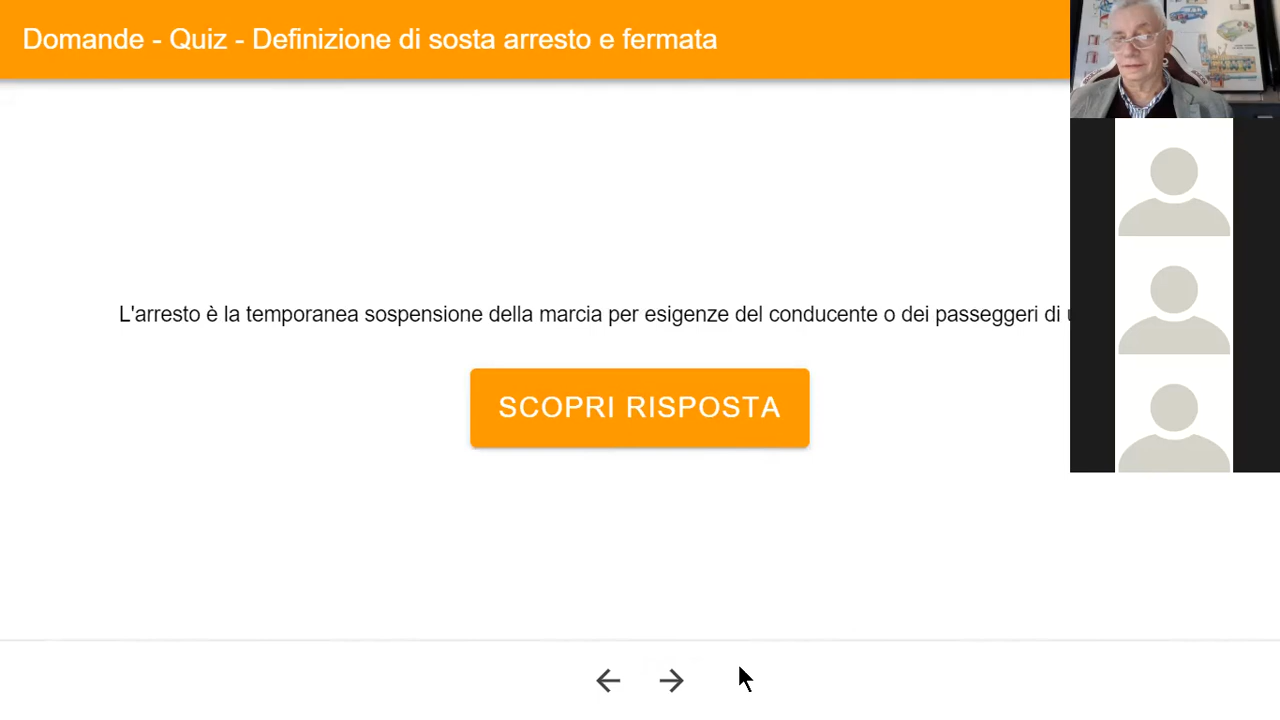 Domande - Quiz - Definizione di sosta arresto e fermata
L'arresto è la temporanea sospensione della marcia per esigenze del conducente o dei passeggeri di
SCOPRI RISPOSTA